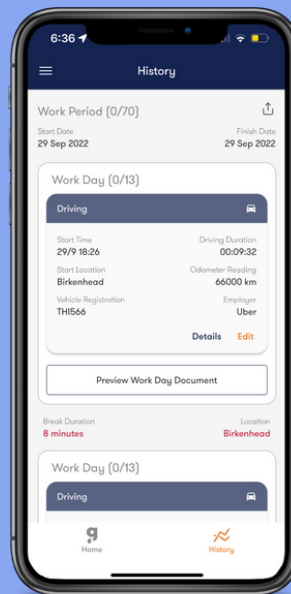 6:36
History
Work Period (0/70)
Start Date Finish Date
29 Sep 2022 29 Sep 2022
Work Day (0/13)
Driving
Start Time Driving Duration
29/9 18:26 00:09:32
Start Location Odometer Reading
Birkenhead 66000 km
Vehicle Registration Employer
THI566 Uber
Details Edit
Preview Work Day Document
Break Duration Location
8 minutes Birkenhead
Work Day (0/13)
Driving
g
Home History